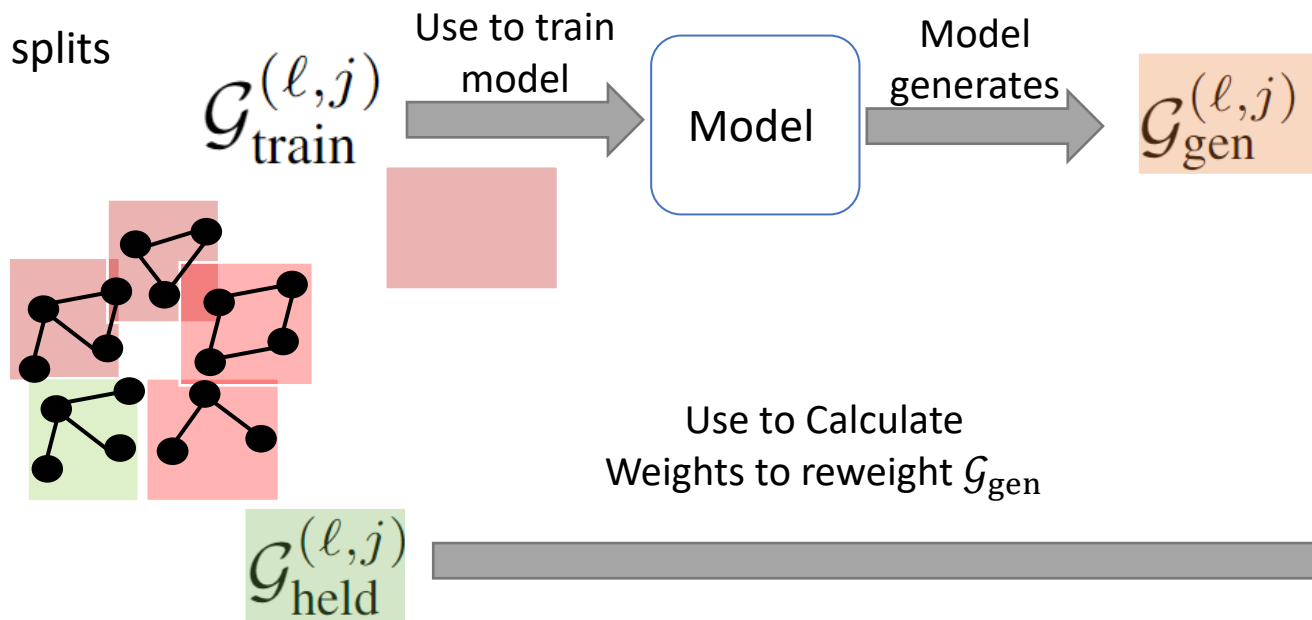 splits
Use to train
model
Model
generates
𝒢_train^(ℓ, j)
Model
𝒢_gen^(ℓ, j)
Use to Calculate
Weights to reweight 𝒢_gen
𝒢_held^(ℓ, j)